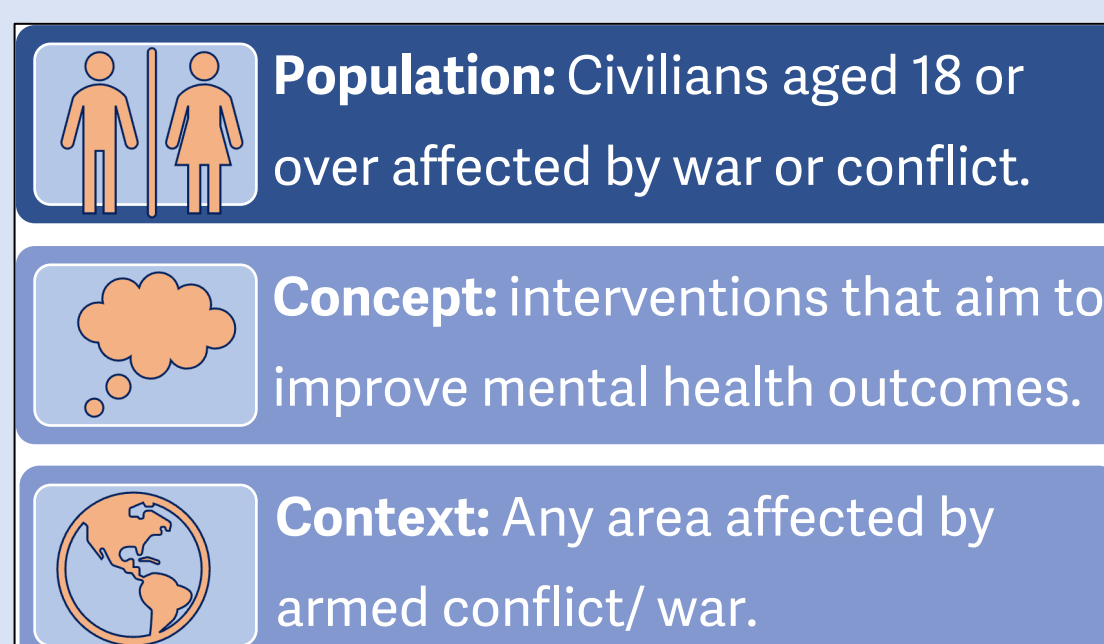 Population: Civilians aged 18 or
over affected by war or conflict.
Concept: interventions that aim to
improve mental health outcomes.
Context: Any area affected by
armed conflict/ war.